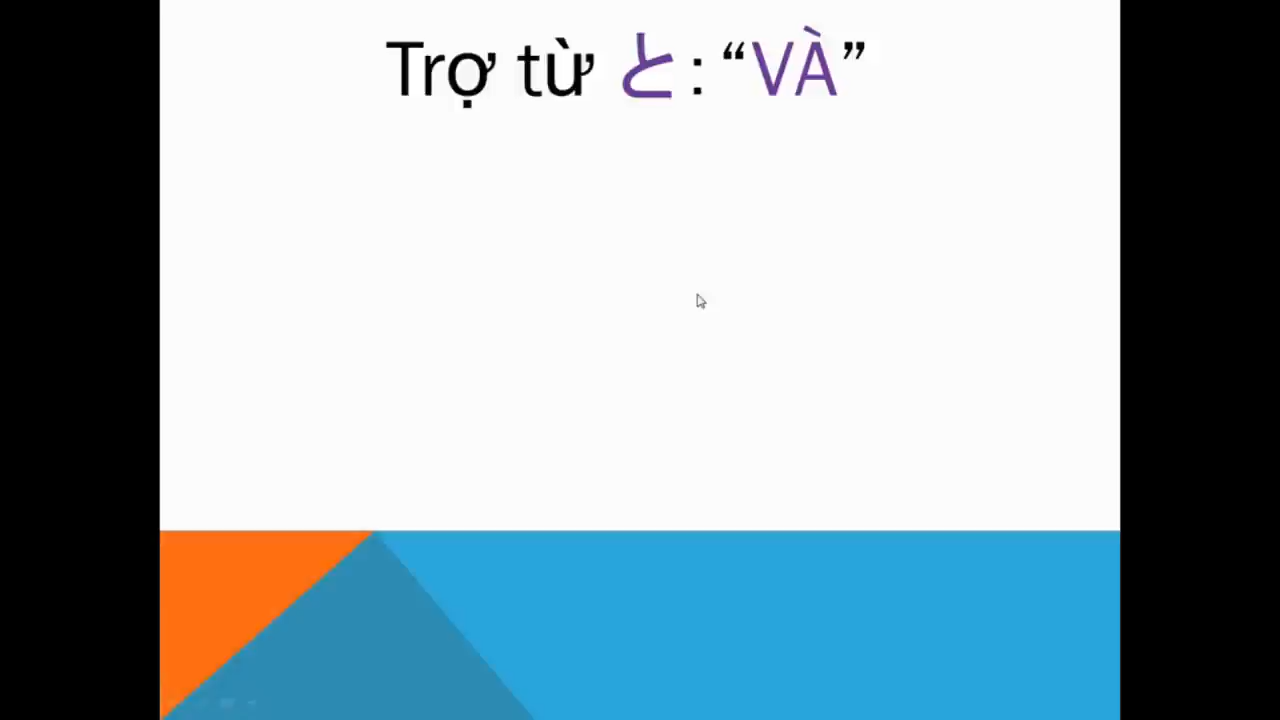 Trợ từ と: “VÀ”